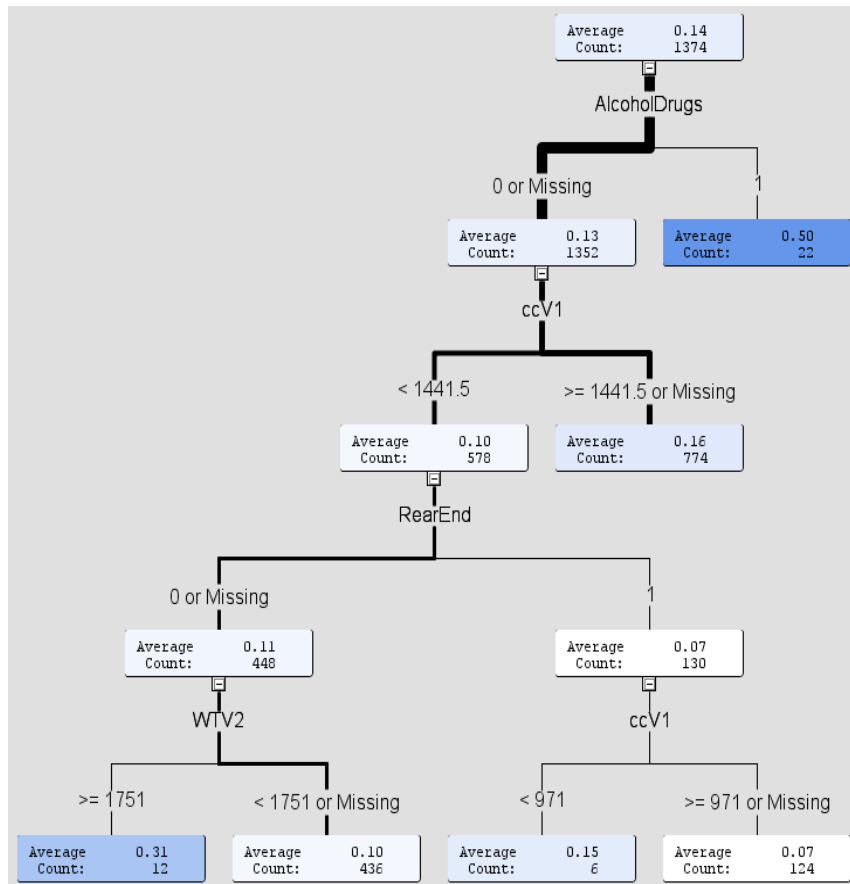 Average 0.14
Count: 1374
AlcoholDrugs
0 or Missing 1
Average 0.13 Average 0.50
Count: 1352 Count: 22
ccV1
< 1441.5 >= 1441.5 or Missing
Average 0.10 Average 0.16
Count: 578 Count: 774
RearEnd
0 or Missing 1
Average 0.11 Average 0.07
Count: 448 Count: 130
WTV2 ccV1
>= 1751 < 1751 or Missing < 971 >= 971 or Missing
Average 0.31 Average 0.10 Average 0.15 Average 0.07
Count: 12 Count: 436 Count: 6 Count: 124